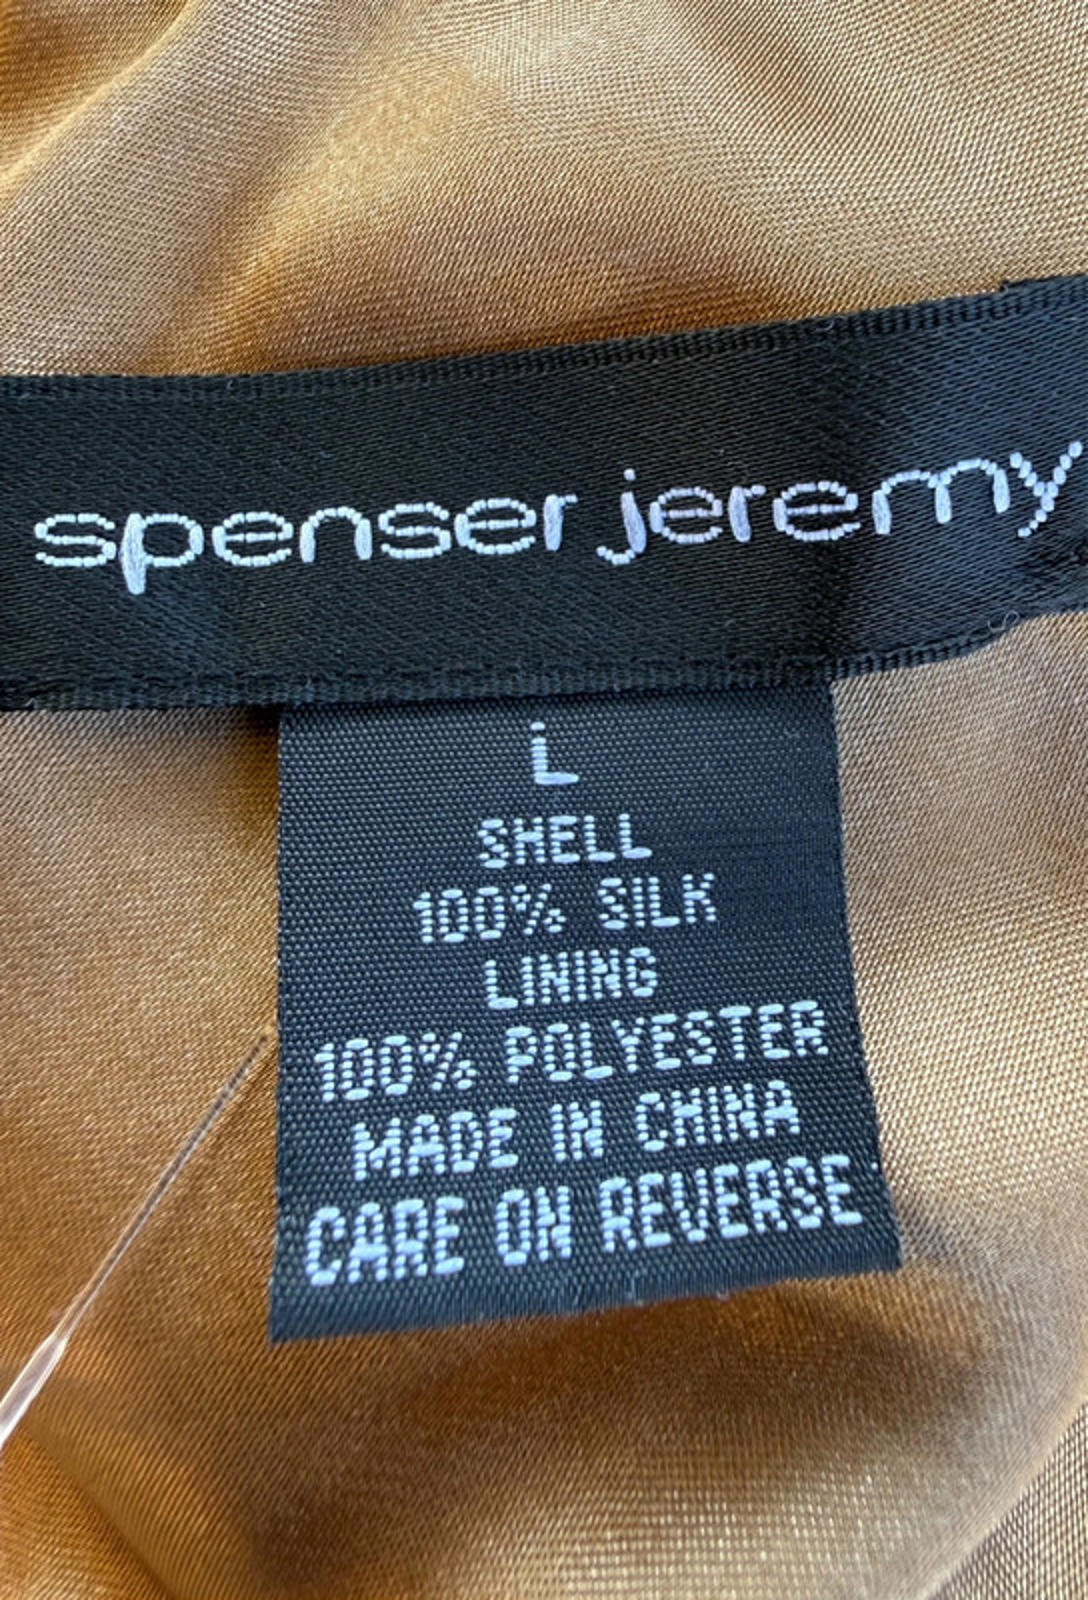 spenser jeremy
L
SHELL
100% SILK
LINING
100% POLYESTER
MADE IN CHINA
CARE ON REVERSE